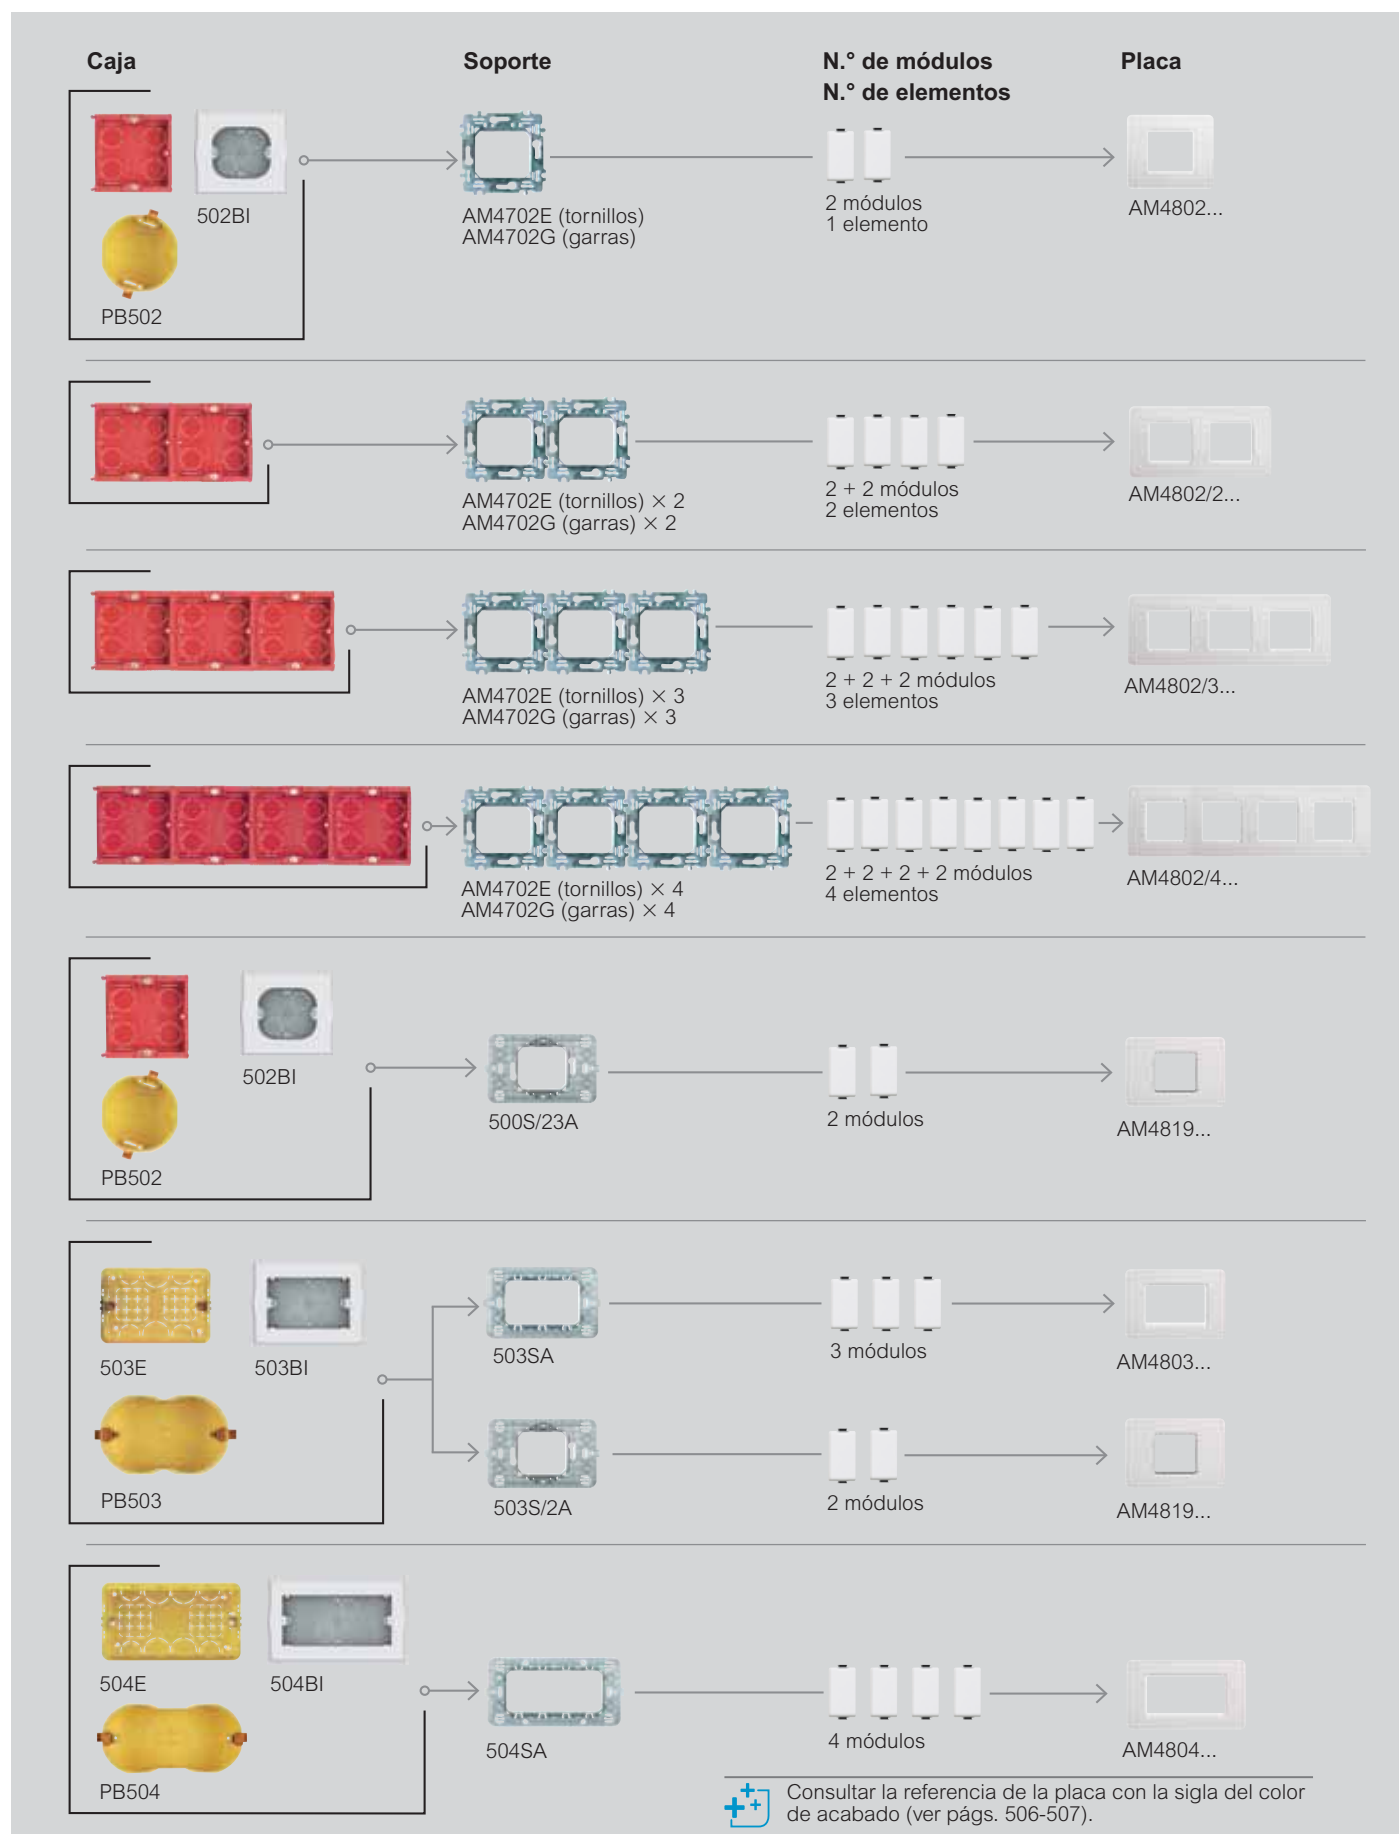 Caja
Soporte
N.° de módulos
N.° de elementos
Placa
502BI
PB502
AM4702E (tornillos)
AM4702G (garras)
2 módulos
1 elemento
AM4802...
AM4702E (tornillos) × 2
AM4702G (garras) × 2
2 + 2 módulos
2 elementos
AM4802/2...
AM4702E (tornillos) × 3
AM4702G (garras) × 3
2 + 2 + 2 módulos
3 elementos
AM4802/3...
AM4702E (tornillos) × 4
AM4702G (garras) × 4
2 + 2 + 2 + 2 módulos
4 elementos
AM4802/4...
502BI
PB502
500S/23A
2 módulos
AM4819...
503E
503BI
PB503
503SA
3 módulos
AM4803...
503S/2A
2 módulos
AM4819...
504E
504BI
PB504
504SA
4 módulos
AM4804...
Consultar la referencia de la placa con la sigla del color
de acabado (ver págs. 506-507).